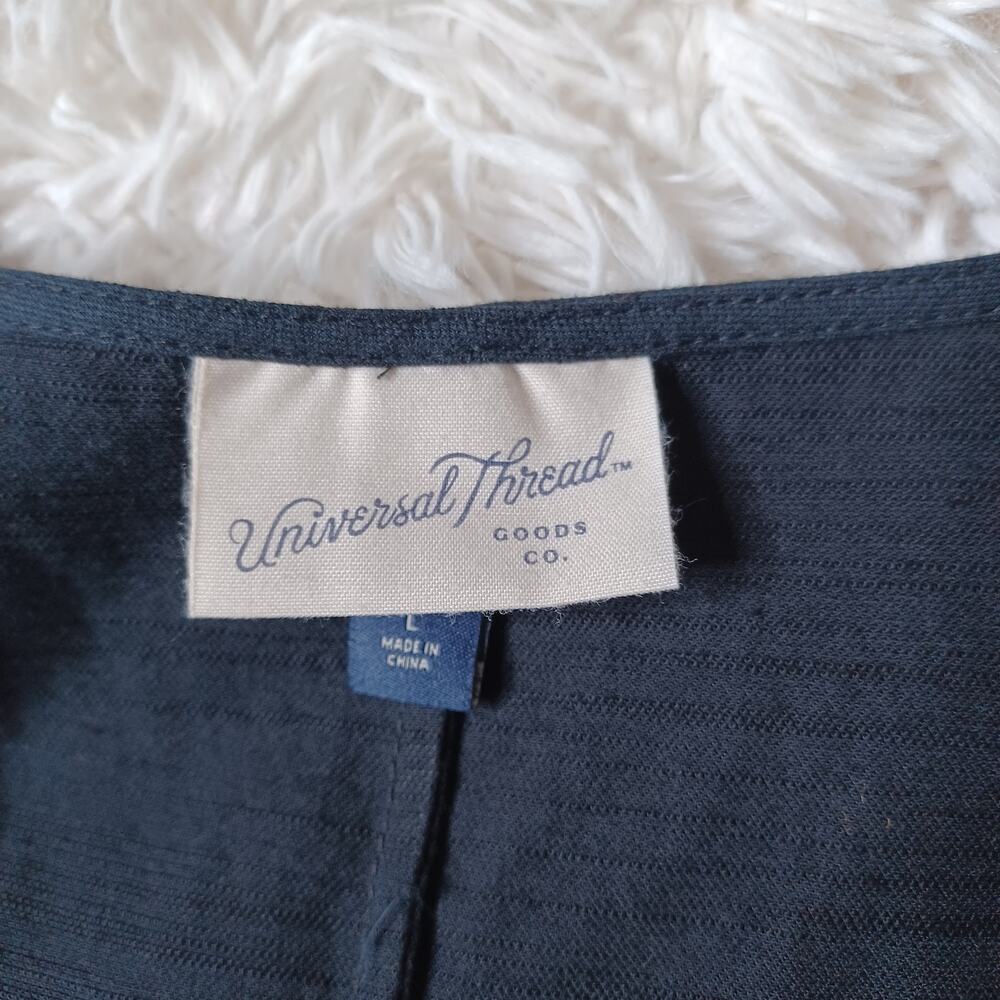 Universal Thread™
GOODS
CO.
L
MADE IN
CHINA